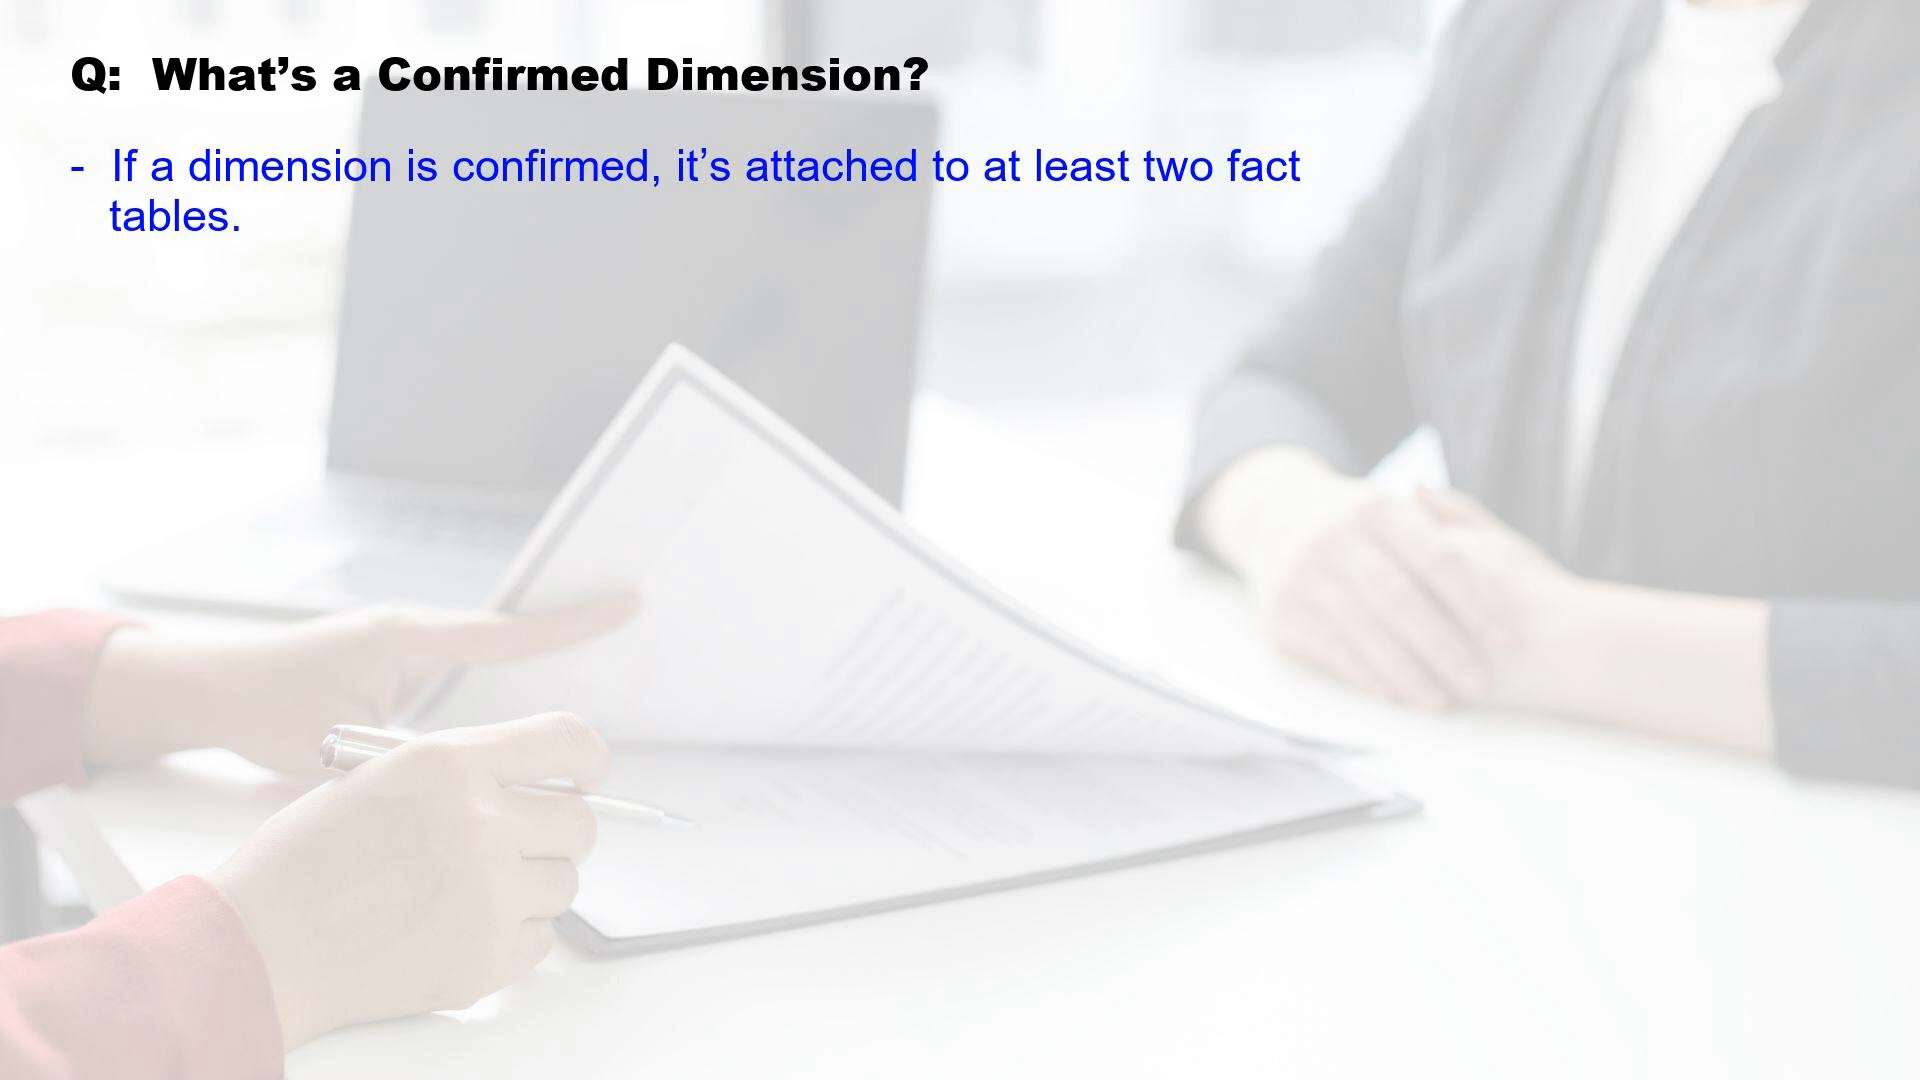 Q:  What’s a Confirmed Dimension?
-  If a dimension is confirmed, it’s attached to at least two fact
tables.